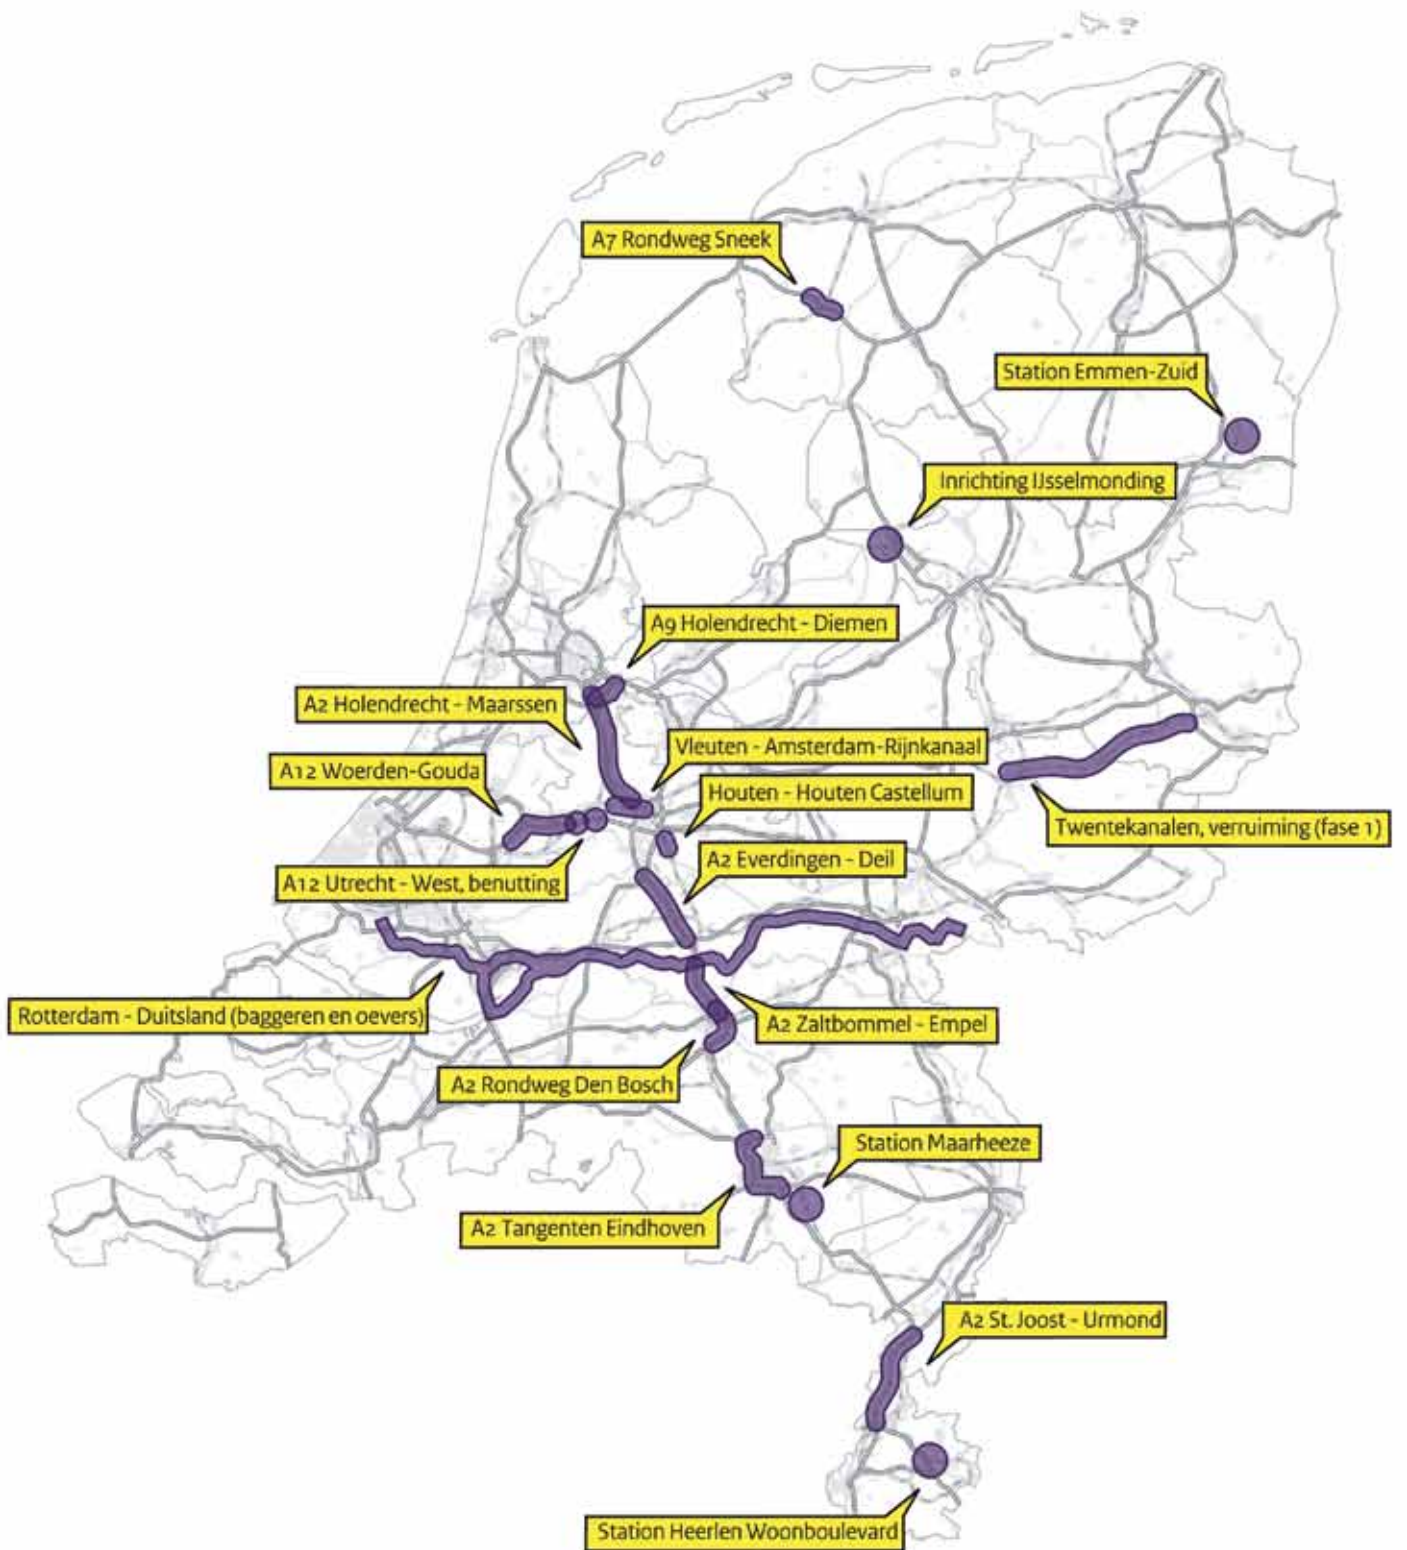 A7 Rondweg Sneek
Station Emmen-Zuid
Inrichting IJsselmonding
A9 Holendrecht - Diemen
A2 Holendrecht - Maarssen
Vleuten - Amsterdam-Rijnkanaal
A12 Woerden-Gouda
Houten - Houten Castellum
Twentekanalen, verruiming (fase 1)
A2 Everdingen - Deil
A12 Utrecht - West, benutting
Rotterdam - Duitsland (baggeren en oevers)
A2 Zaltbommel - Empel
A2 Rondweg Den Bosch
Station Maarheeze
A2 Tangenten Eindhoven
A2 St. Joost - Urmond
Station Heerlen Woonboulevard